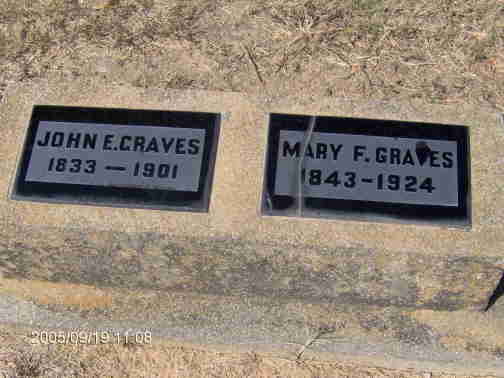 JOHN E. GRAVES
1833 — 1901
MARY F. GRAVES
1843 - 1924
2005/09/19 11:08